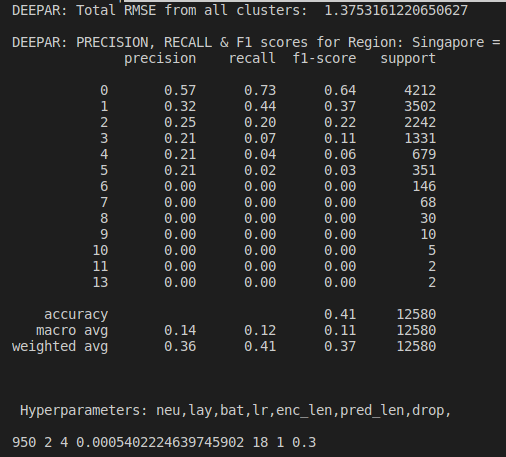 DEEPAR: Total RMSE from all clusters:  1.3753161220650627
DEEPAR: PRECISION, RECALL & F1 scores for Region: Singapore =
precision    recall  f1-score   support
0       0.57      0.73      0.64      4212
1       0.32      0.44      0.37      3502
2       0.25      0.20      0.22      2242
3       0.21      0.07      0.11      1331
4       0.21      0.04      0.06       679
5       0.21      0.02      0.03       351
6       0.00      0.00      0.00       146
7       0.00      0.00      0.00        68
8       0.00      0.00      0.00        30
9       0.00      0.00      0.00        10
10       0.00      0.00      0.00         5
11       0.00      0.00      0.00         2
13       0.00      0.00      0.00         2
accuracy                           0.41     12580
macro avg       0.14      0.12      0.11     12580
weighted avg       0.36      0.41      0.37     12580
Hyperparameters: neu,lay,bat,lr,enc_len,pred_len,drop,
950 2 4 0.0005402224639745902 18 1 0.3